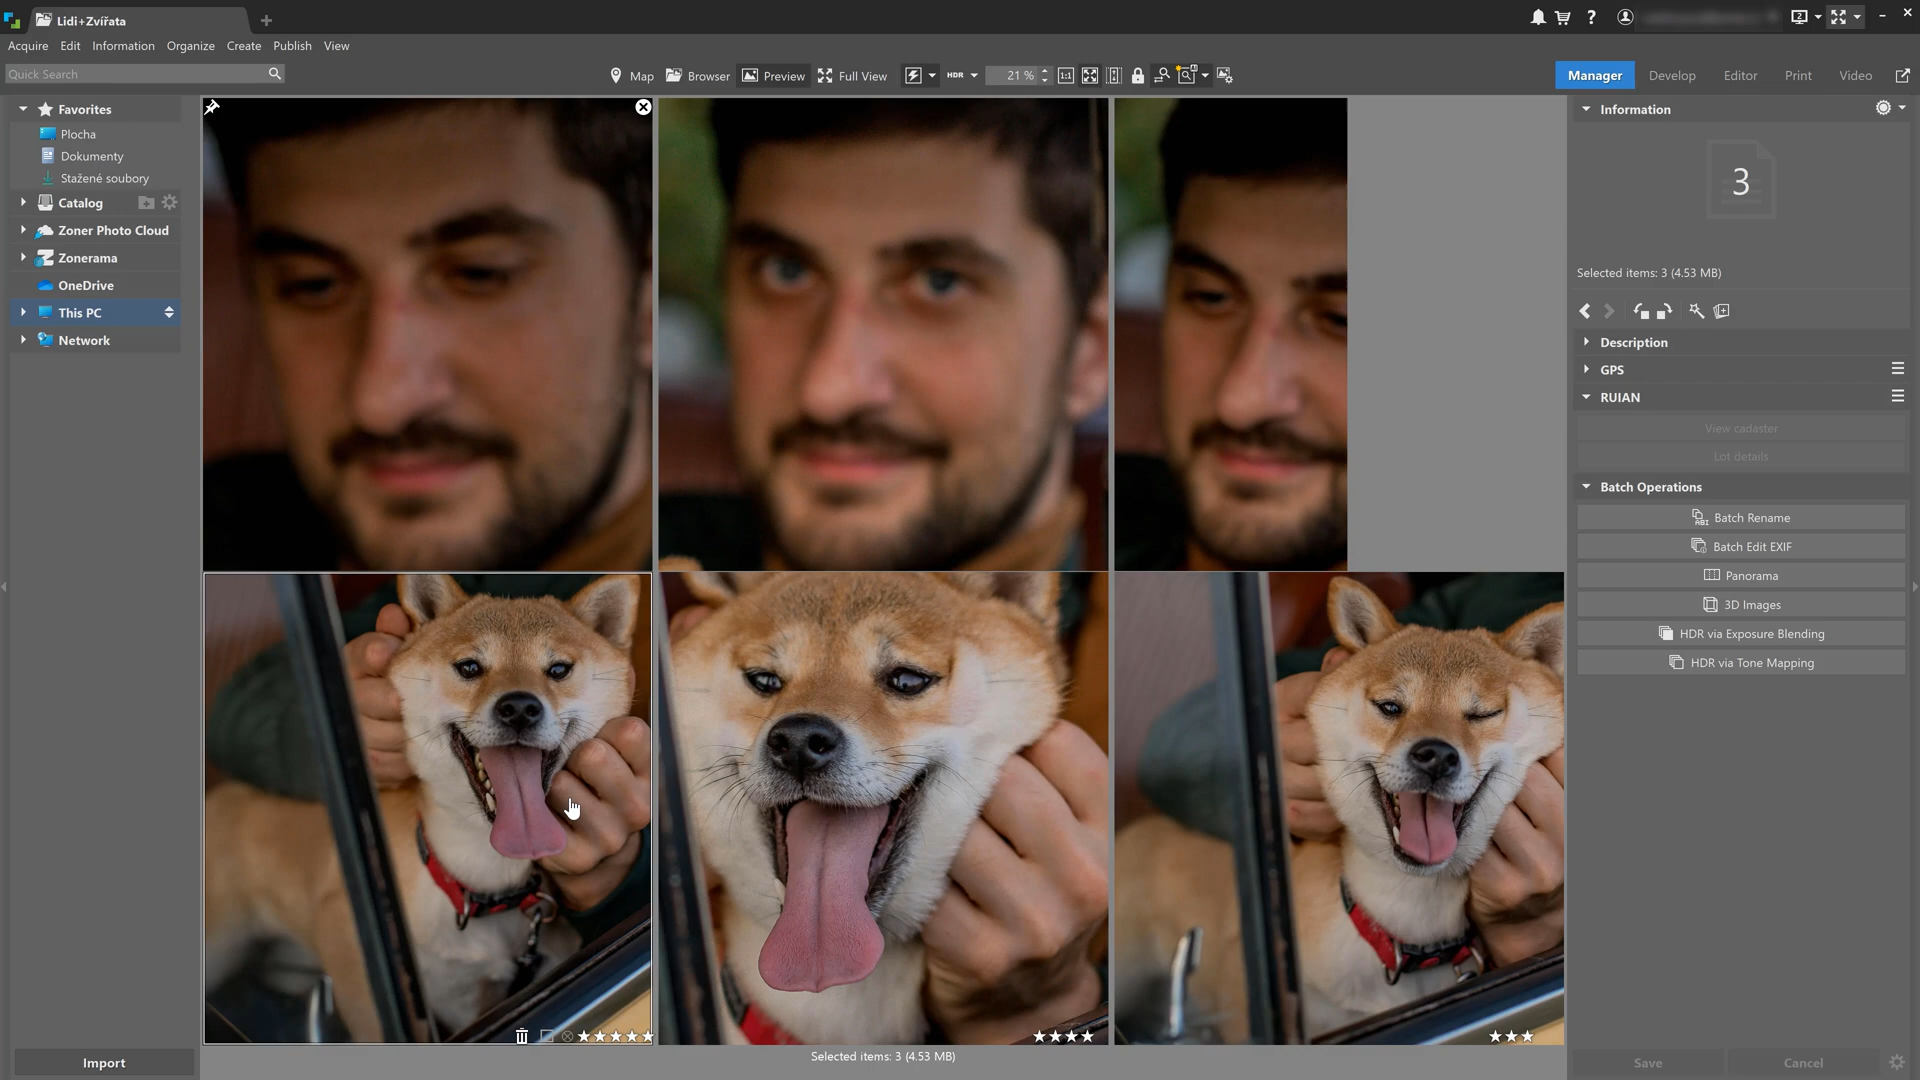 Lidi+Zvířata
Acquire Edit Information Organize Create Publish View
Quick Search
Map Browser Preview Full View HDR 21 % 1:1
Manager Develop Editor Print Video
Favorites
Plocha
Dokumenty
Stažené soubory
Catalog
Zoner Photo Cloud
Zonerama
OneDrive
This PC
Network
Import
Selected items: 3 (4.53 MB)
Information
3
Selected items: 3 (4.53 MB)
Description
GPS
RUIAN
View cadaster
Lot details
Batch Operations
Batch Rename
Batch Edit EXIF
Panorama
3D Images
HDR via Exposure Blending
HDR via Tone Mapping
Save Cancel